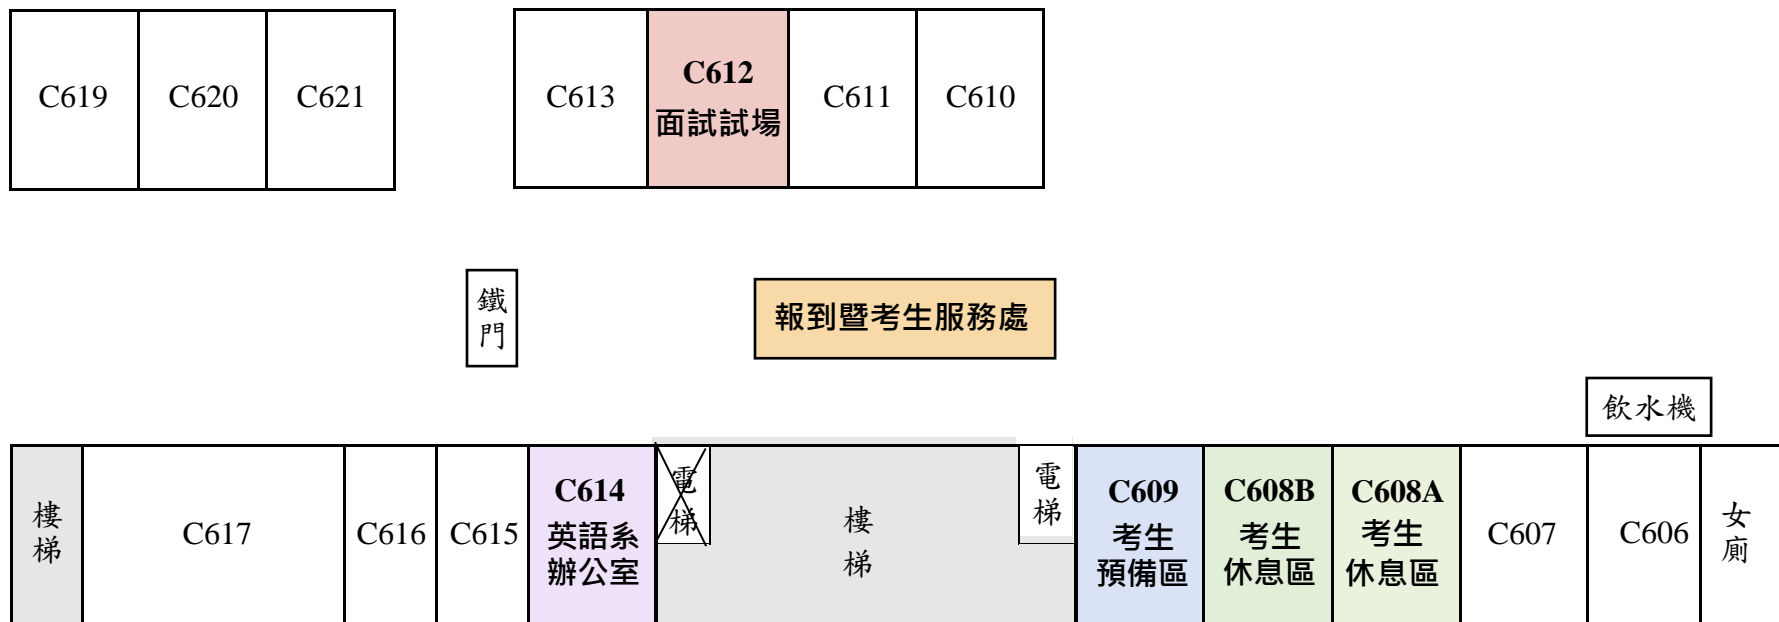 C619
C620
C621
C613
C612
面試試場
C611
C610
鐵
門
報到暨考生服務處
飲水機
樓
梯
C617
C616
C615
C614
英語系
辦公室
電
梯
樓
梯
電
梯
C609
考生
預備區
C608B
考生
休息區
C608A
考生
休息區
C607
C606
女
廁